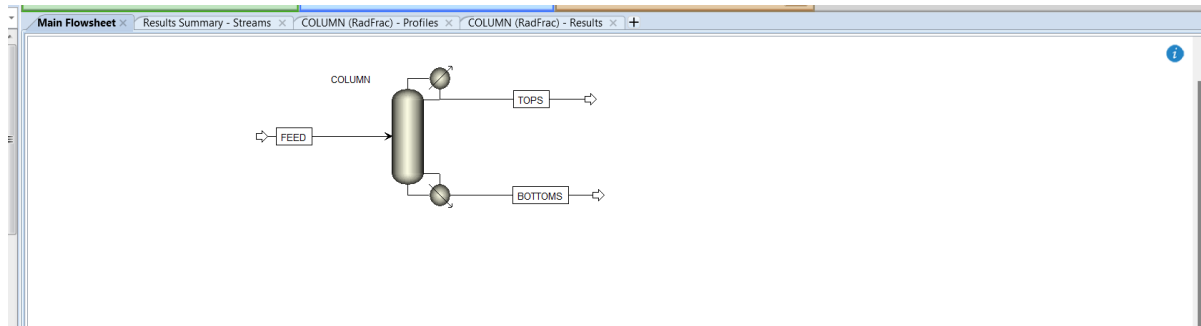 Main Flowsheet × Results Summary - Streams × COLUMN (RadFrac) - Profiles × COLUMN (RadFrac) - Results × +
i
COLUMN
TOPS
FEED
BOTTOMS